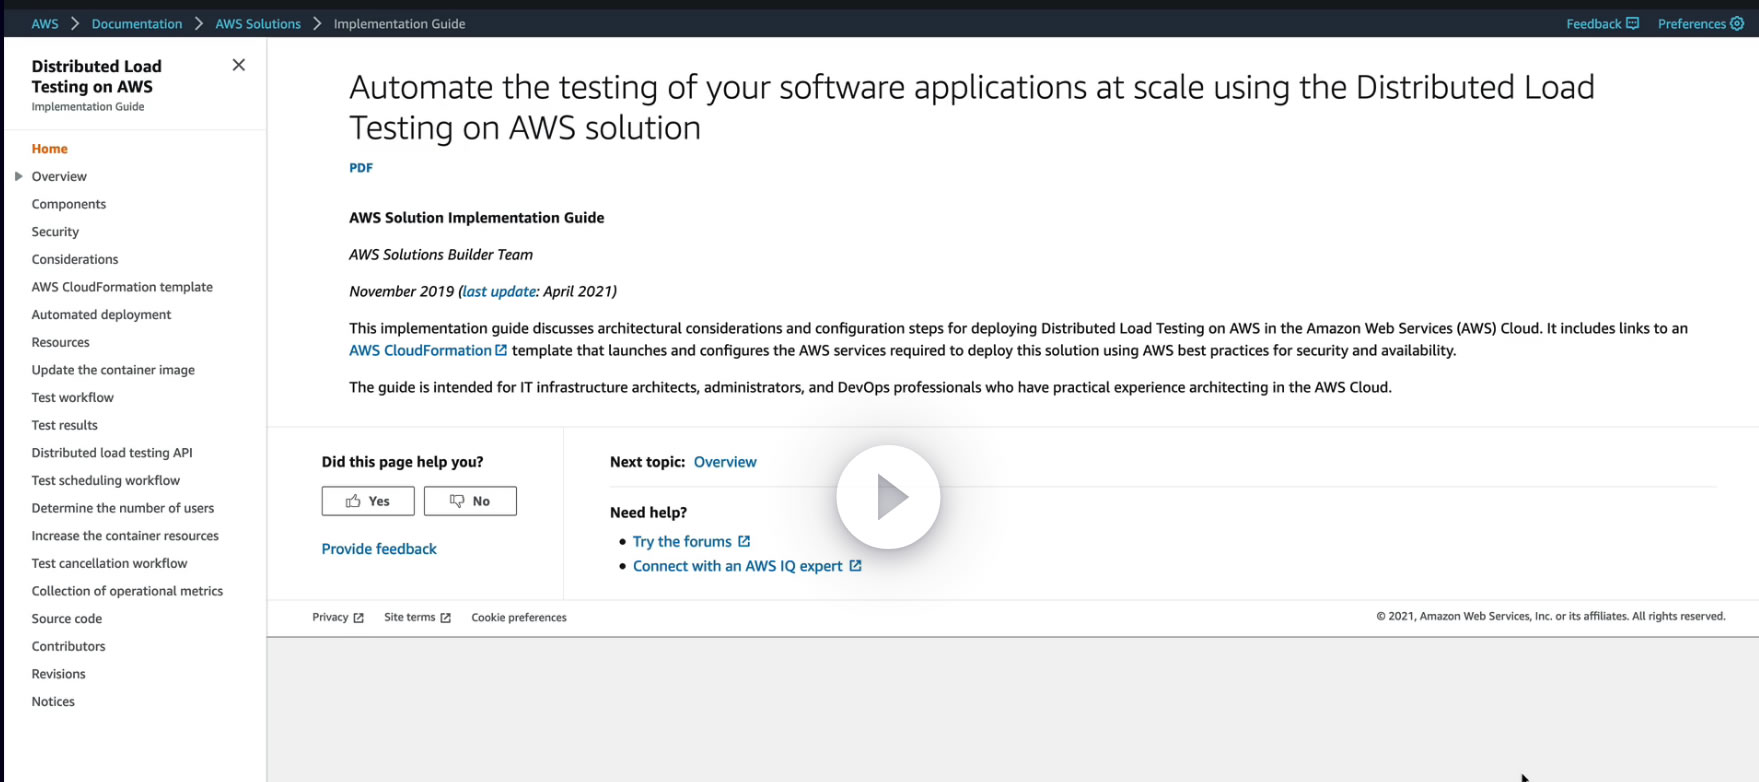 AWS > Documentation > AWS Solutions > Implementation Guide
Feedback
Preferences
Distributed Load
Testing on AWS
Implementation Guide
Home
Overview
Components
Security
Considerations
AWS CloudFormation template
Automated deployment
Resources
Update the container image
Test workflow
Test results
Distributed load testing API
Test scheduling workflow
Determine the number of users
Increase the container resources
Test cancellation workflow
Collection of operational metrics
Source code
Contributors
Revisions
Notices
Automate the testing of your software applications at scale using the Distributed Load
Testing on AWS solution
PDF
AWS Solution Implementation Guide
AWS Solutions Builder Team
November 2019 (last update: April 2021)
This implementation guide discusses architectural considerations and configuration steps for deploying Distributed Load Testing on AWS in the Amazon Web Services (AWS) Cloud. It includes links to an
AWS CloudFormation template that launches and configures the AWS services required to deploy this solution using AWS best practices for security and availability.
The guide is intended for IT infrastructure architects, administrators, and DevOps professionals who have practical experience architecting in the AWS Cloud.
Did this page help you?
Yes
No
Provide feedback
Next topic: Overview
Need help?
• Try the forums
• Connect with an AWS IQ expert
Privacy
Site terms
Cookie preferences
© 2021, Amazon Web Services, Inc. or its affiliates. All rights reserved.